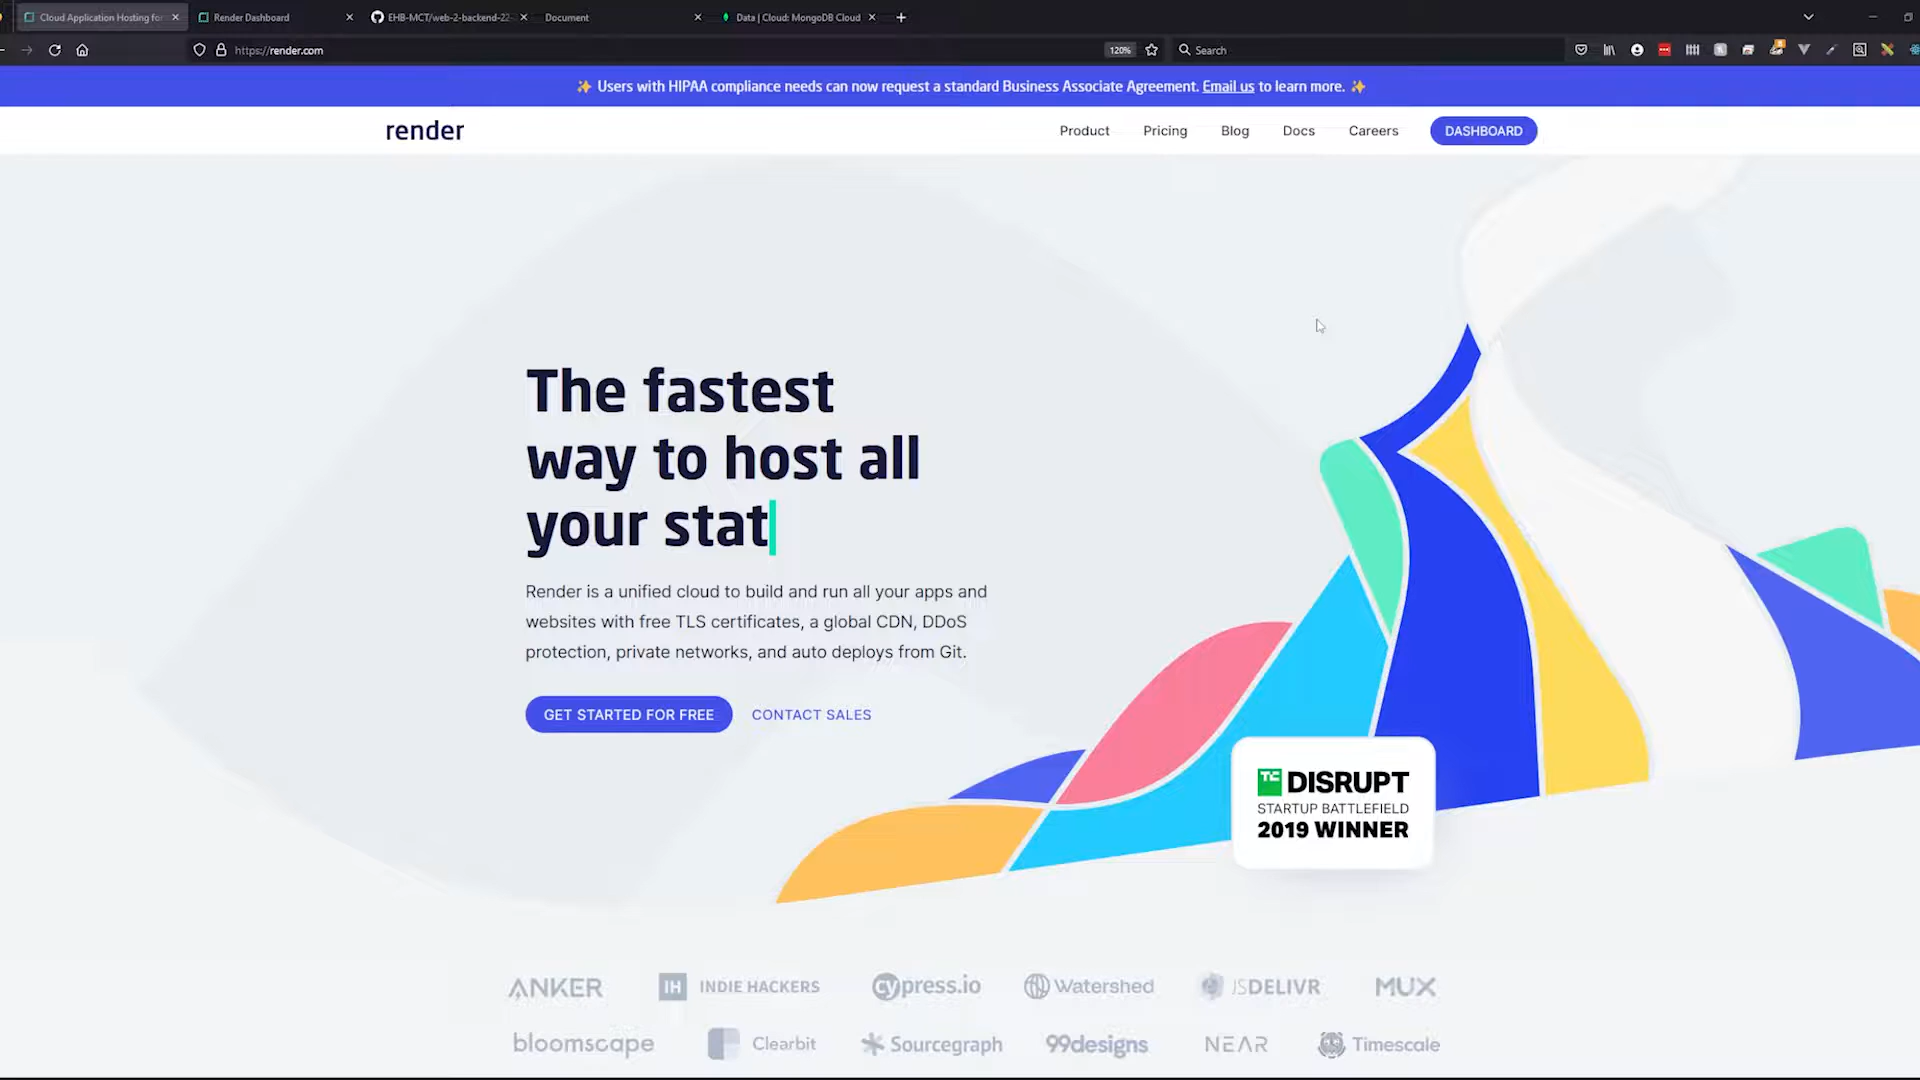 Cloud Application Hosting for
Render Dashboard
EHB-MCT/web-2-backend-22-
Document
Data | Cloud: MongoDB Cloud
https://render.com
120%
Search
✨ Users with HIPAA compliance needs can now request a standard Business Associate Agreement. Email us to learn more. ✨
render
Product
Pricing
Blog
Docs
Careers
DASHBOARD
The fastest
way to host all
your stat
Render is a unified cloud to build and run all your apps and
websites with free TLS certificates, a global CDN, DDoS
protection, private networks, and auto deploys from Git.
GET STARTED FOR FREE
CONTACT SALES
TC DISRUPT
STARTUP BATTLEFIELD
2019 WINNER
ANKER
IH INDIE HACKERS
cypress.io
Watershed
JSDELIVR
MUX
bloomscape
Clearbit
Sourcegraph
99designs
NEAR
Timescale